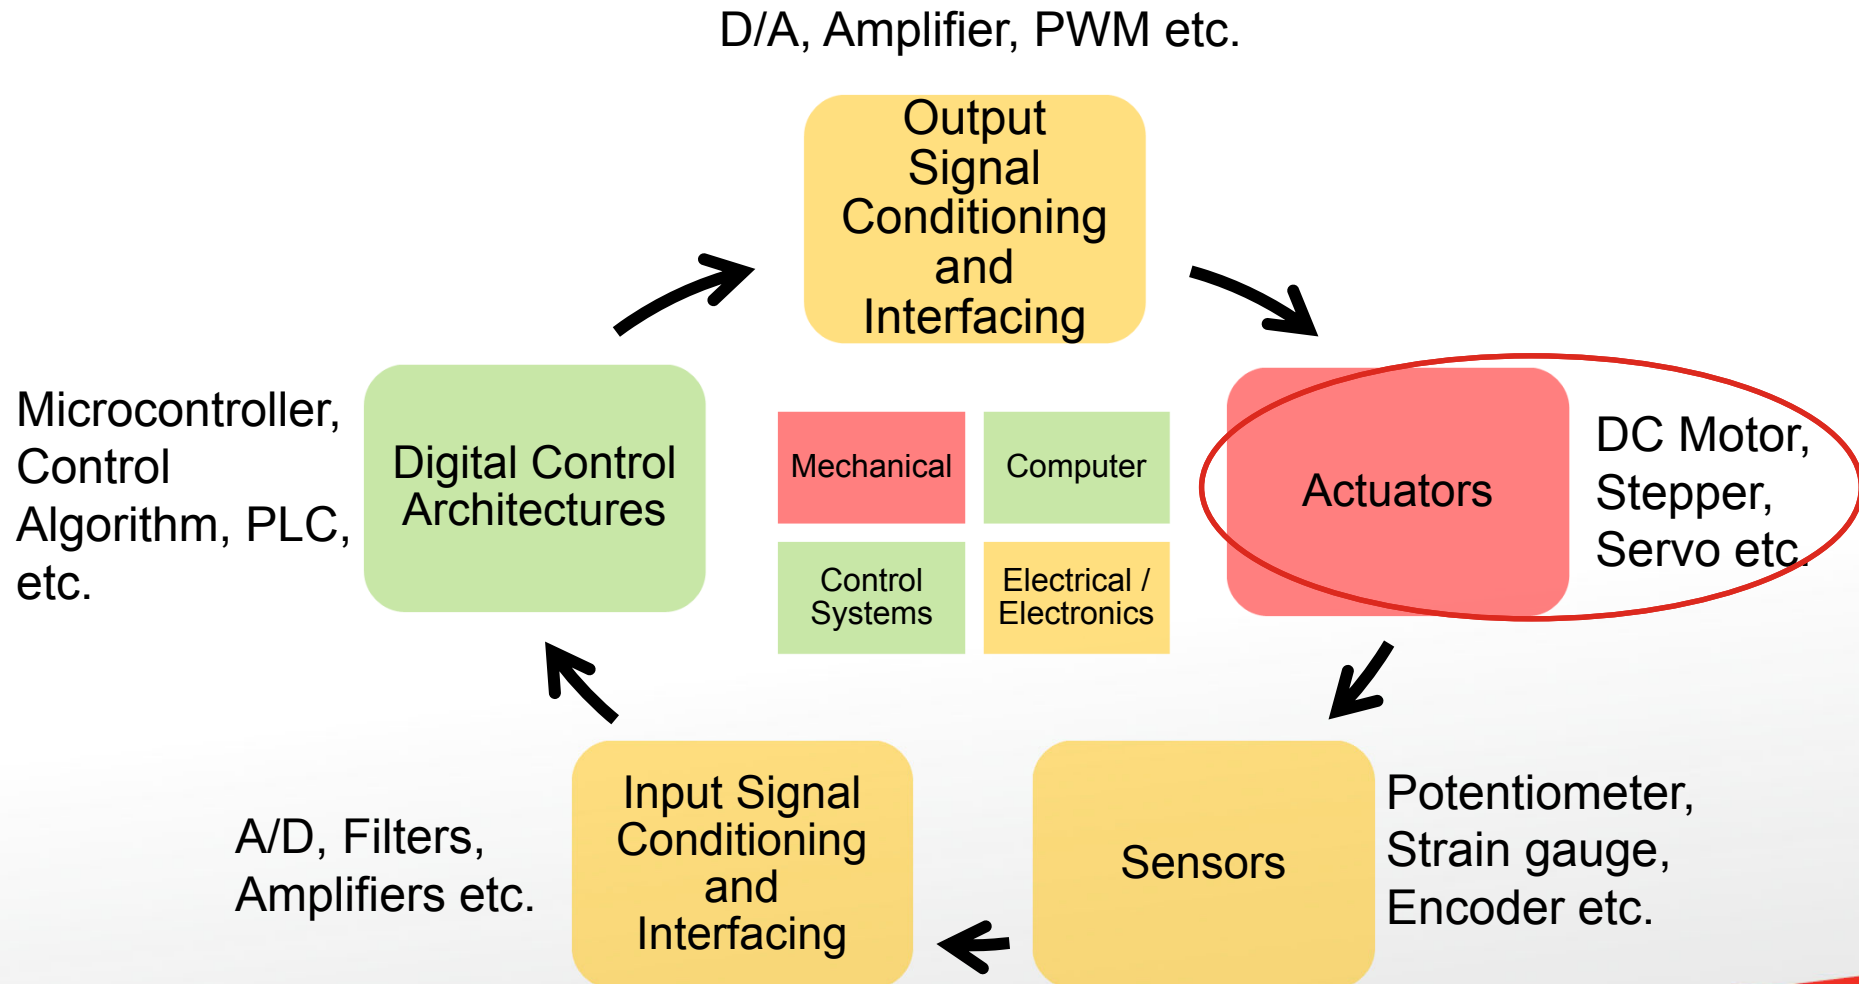 D/A, Amplifier, PWM etc.
Output
Signal
Conditioning
and
Interfacing
Microcontroller,
Control
Algorithm, PLC,
etc.
Digital Control
Architectures
Mechanical
Computer
Control
Systems
Electrical /
Electronics
Actuators
DC Motor,
Stepper,
Servo etc.
A/D, Filters,
Amplifiers etc.
Input Signal
Conditioning
and
Interfacing
Sensors
Potentiometer,
Strain gauge,
Encoder etc.